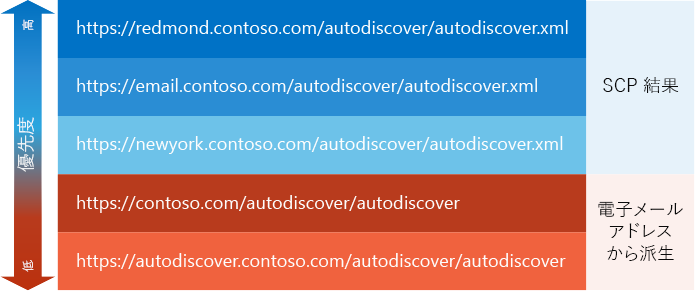 高
優先度
低
https://redmond.contoso.com/autodiscover/autodiscover.xml
https://email.contoso.com/autodiscover/autodiscover.xml
https://newyork.contoso.com/autodiscover/autodiscover.xml
SCP 結果
https://contoso.com/autodiscover/autodiscover
https://autodiscover.contoso.com/autodiscover/autodiscover
電子メール
アドレス
から派生